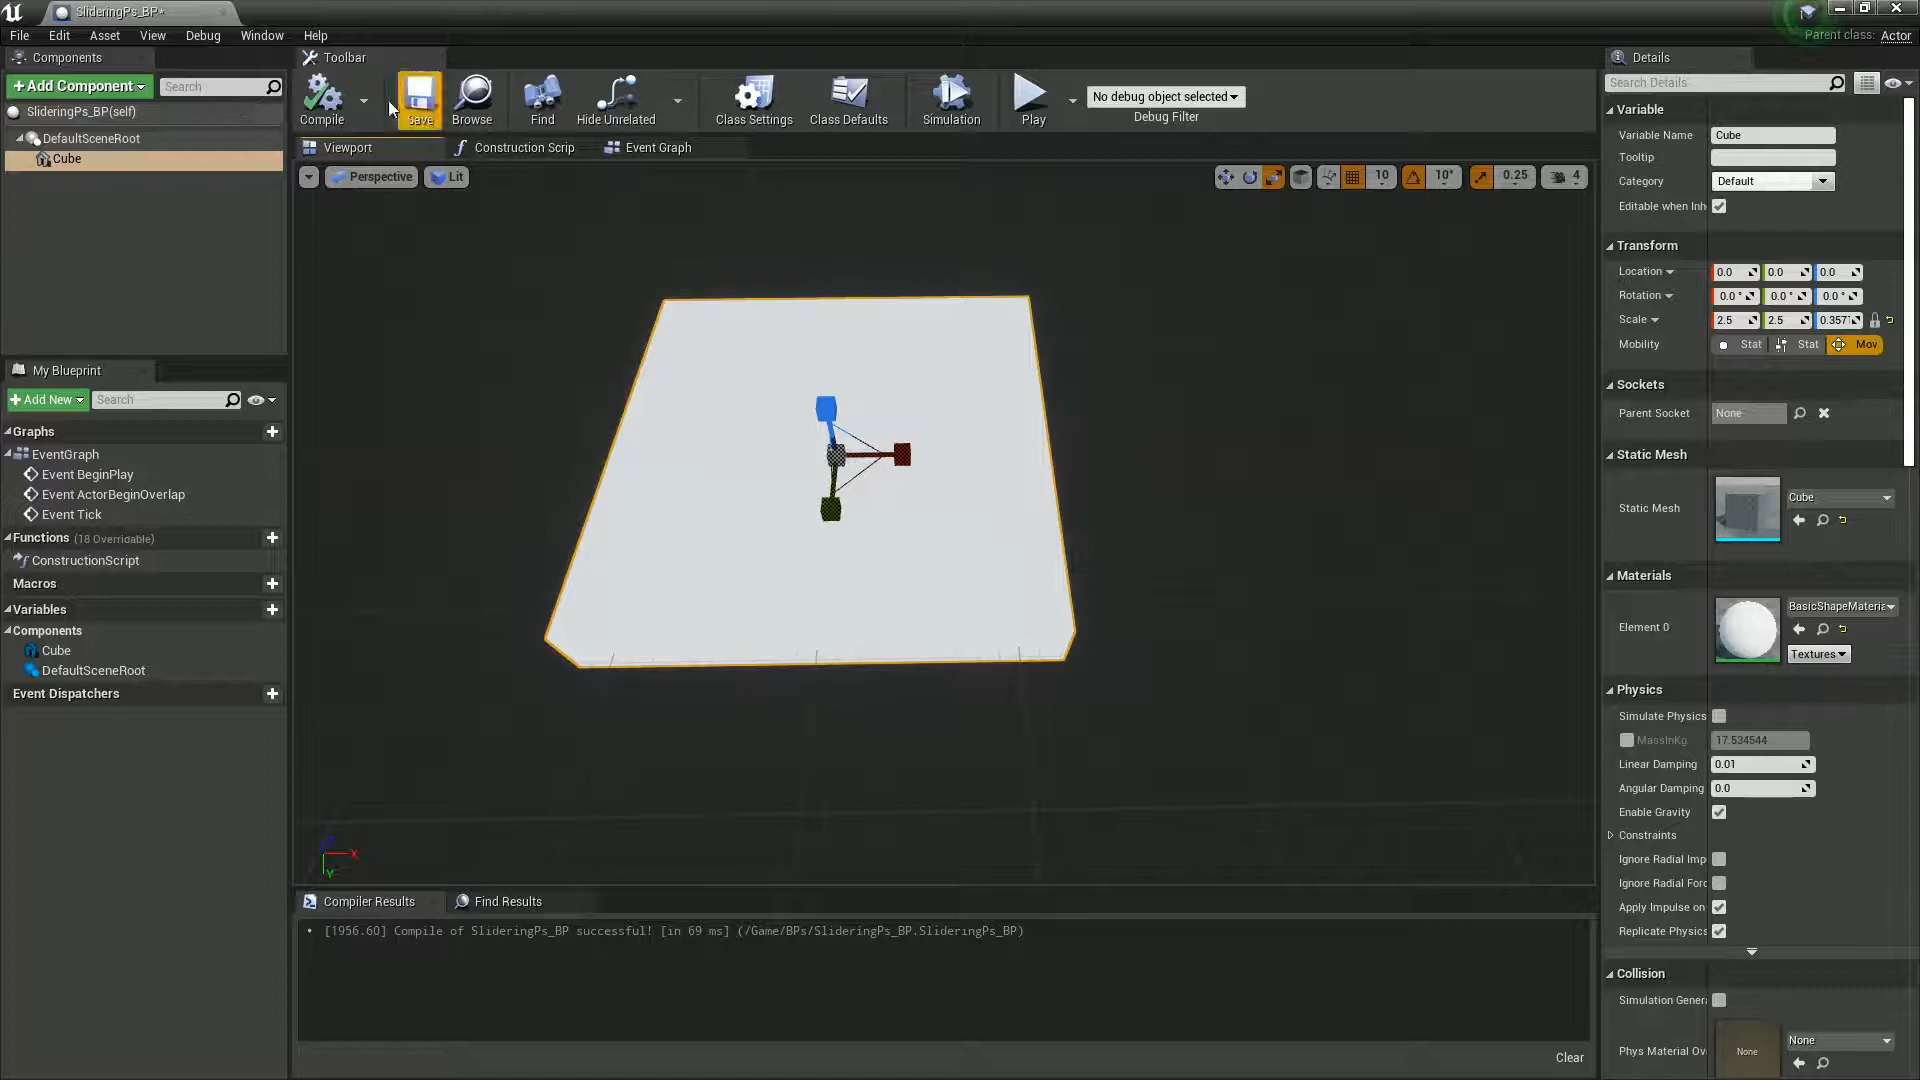 SlideringPs_BP*
File Edit Asset View Debug Window Help
Parent class: Actor
Components
+Add Component
Search
SlideringPs_BP(self)
DefaultSceneRoot
Cube
My Blueprint
+Add New
Search
Graphs
EventGraph
Event BeginPlay
Event ActorBeginOverlap
Event Tick
Functions (18 Overridable)
ConstructionScript
Macros
Variables
Components
Cube
DefaultSceneRoot
Event Dispatchers
Toolbar
Compile
Save
Browse
Find
Hide Unrelated
Class Settings
Class Defaults
Simulation
Play
No debug object selected
Debug Filter
Viewport
Construction Scrip
Event Graph
Perspective
Lit
10
10°
0.25
4
Z
X
Y
Compiler Results
Find Results
[1956.60] Compile of SlideringPs_BP successful! [in 69 ms] (/Game/BPs/SlideringPs_BP.SlideringPs_BP)
Clear
Details
Search Details
Variable
Variable Name Cube
Tooltip
Category Default
Editable when Inh
Transform
Location 0.0 0.0 0.0
Rotation 0.0 ° 0.0 ° 0.0 °
Scale 2.5 2.5 0.357
Mobility Stat Stat Mov
Sockets
Parent Socket None
Static Mesh
Static Mesh Cube
Materials
Element 0 BasicShapeMateria
Textures
Physics
Simulate Physics
MassInKg 17.534544
Linear Damping 0.01
Angular Damping 0.0
Enable Gravity
Constraints
Ignore Radial Imp
Ignore Radial Forc
Apply Impulse on
Replicate Physics
Collision
Simulation Genera
Phys Material Ov None None